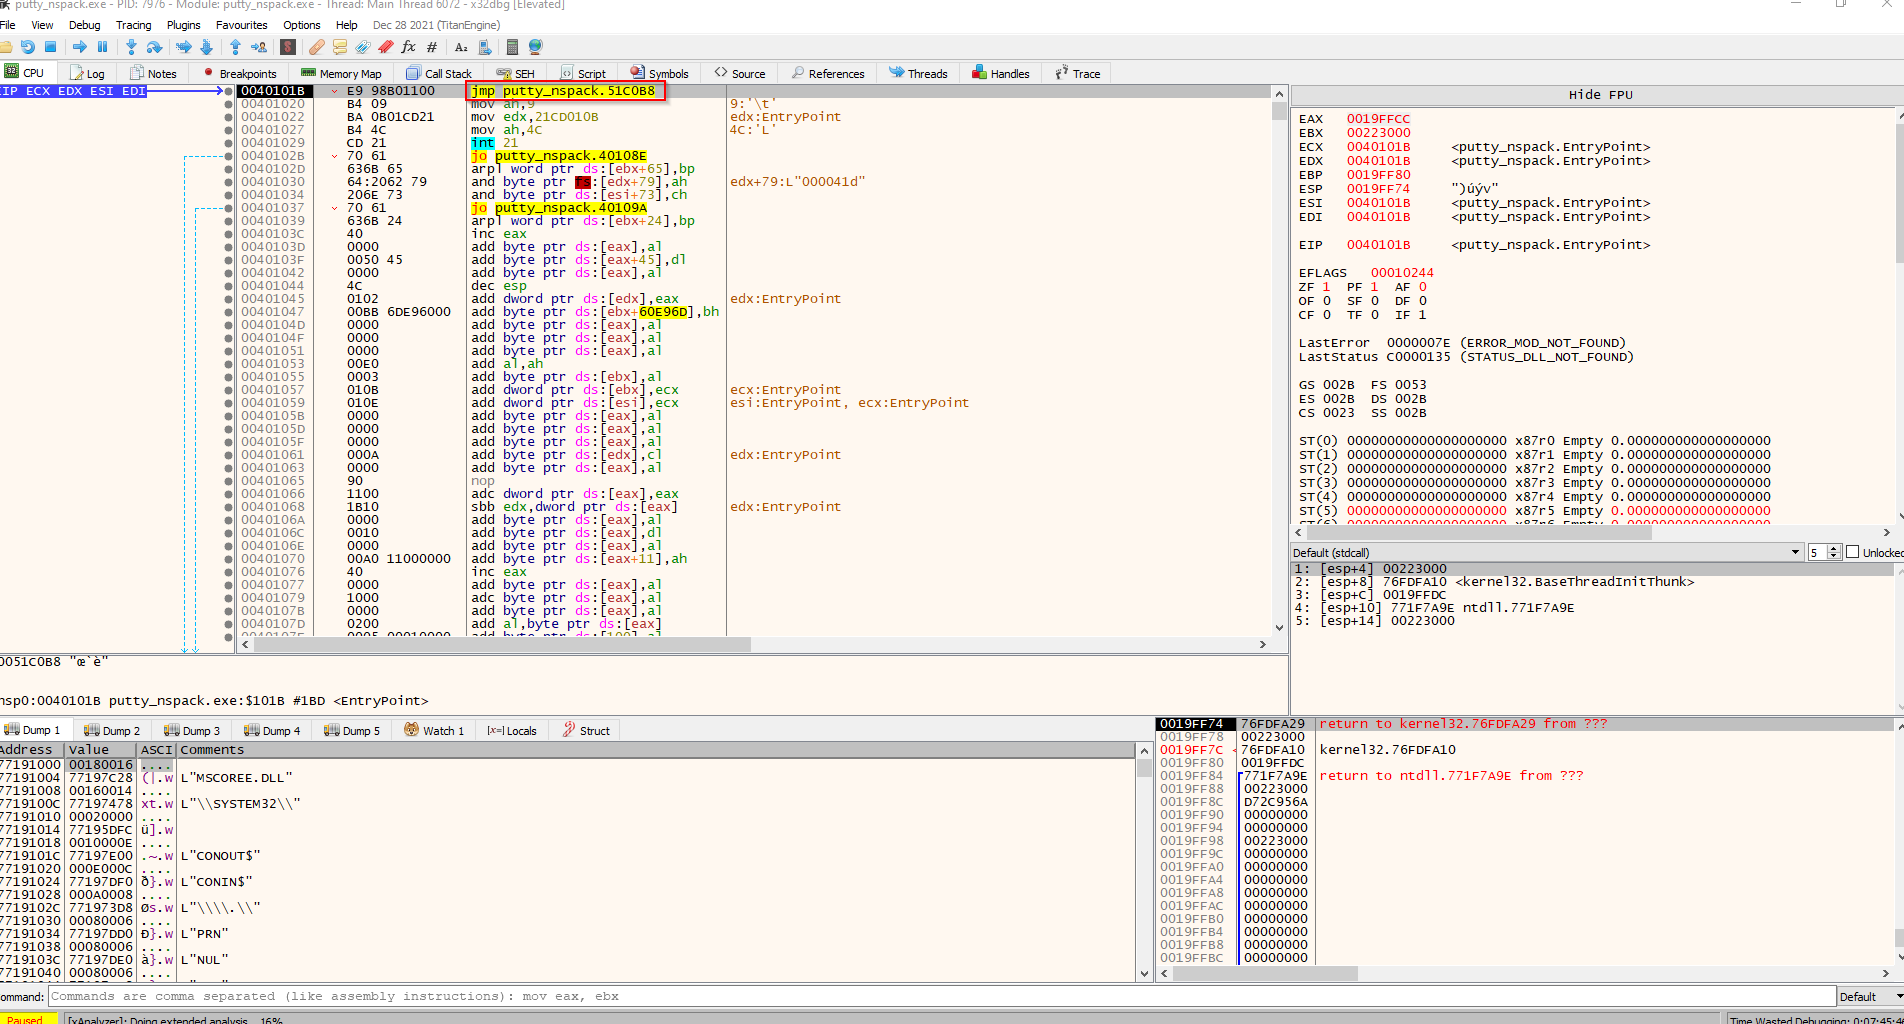 putty_nspack.exe - PID: 7976 - Module: putty_nspack.exe - Thread: Main Thread 6072 - x32dbg [Elevated]
File View Debug Tracing Plugins Favourites Options Help Dec 28 2021 (TitanEngine)
CPU Log Notes Breakpoints Memory Map Call Stack SEH Script Symbols Source References Threads Handles Trace
EIP ECX EDX ESI EDI
0040101B E9 98B01100 jmp putty_nspack.51C0B8
00401020 B4 09 mov ah,9 9:'\t'
00401022 BA 0B01CD21 mov edx,21CD010B edx:EntryPoint
00401027 B4 4C mov ah,4C 4C:'L'
00401029 CD 21 int 21
0040102B 70 61 jo putty_nspack.40108E
0040102D 636B 65 arpl word ptr ds:[ebx+65],bp
00401030 64:2062 79 and byte ptr fs:[edx+79],ah edx+79:L"000041d"
00401034 206E 73 and byte ptr ds:[esi+73],ch
00401037 70 61 jo putty_nspack.40109A
00401039 636B 24 arpl word ptr ds:[ebx+24],bp
0040103C 40 inc eax
0040103D 0000 add byte ptr ds:[eax],al
0040103F 0050 45 add byte ptr ds:[eax+45],dl
00401042 0000 add byte ptr ds:[eax],al
00401044 4C dec esp
00401045 0102 add dword ptr ds:[edx],eax edx:EntryPoint
00401047 00BB 6DE96000 add byte ptr ds:[ebx+60E96D],bh
0040104D 0000 add byte ptr ds:[eax],al
0040104F 0000 add byte ptr ds:[eax],al
00401051 0000 add byte ptr ds:[eax],al
00401053 00E0 add al,ah
00401055 0003 add byte ptr ds:[ebx],al
00401057 010B add dword ptr ds:[ebx],ecx ecx:EntryPoint
00401059 010E add dword ptr ds:[esi],ecx esi:EntryPoint, ecx:EntryPoint
0040105B 0000 add byte ptr ds:[eax],al
0040105D 0000 add byte ptr ds:[eax],al
0040105F 0000 add byte ptr ds:[eax],al
00401061 000A add byte ptr ds:[edx],cl edx:EntryPoint
00401063 0000 add byte ptr ds:[eax],al
00401065 90 nop
00401066 1100 adc dword ptr ds:[eax],eax
00401068 1B10 sbb edx,dword ptr ds:[eax] edx:EntryPoint
0040106A 0000 add byte ptr ds:[eax],al
0040106C 0010 add byte ptr ds:[eax],dl
0040106E 0000 add byte ptr ds:[eax],al
00401070 00A0 11000000 add byte ptr ds:[eax+11],ah
00401076 40 inc eax
00401077 0000 add byte ptr ds:[eax],al
00401079 1000 adc byte ptr ds:[eax],al
0040107B 0000 add byte ptr ds:[eax],al
0040107D 0200 add al,byte ptr ds:[eax]
0051C0B8 "œ`è"
nsp0:0040101B putty_nspack.exe:$101B #1BD <EntryPoint>
Hide FPU
EAX 0019FFCC
EBX 00223000
ECX 0040101B <putty_nspack.EntryPoint>
EDX 0040101B <putty_nspack.EntryPoint>
EBP 0019FF80
ESP 0019FF74 ")úýv"
ESI 0040101B <putty_nspack.EntryPoint>
EDI 0040101B <putty_nspack.EntryPoint>
EIP 0040101B <putty_nspack.EntryPoint>
EFLAGS 00010244
ZF 1 PF 1 AF 0
OF 0 SF 0 DF 0
CF 0 TF 0 IF 1
LastError 0000007E (ERROR_MOD_NOT_FOUND)
LastStatus C0000135 (STATUS_DLL_NOT_FOUND)
GS 002B FS 0053
ES 002B DS 002B
CS 0023 SS 002B
ST(0) 00000000000000000000 x87r0 Empty 0.000000000000000000
ST(1) 00000000000000000000 x87r1 Empty 0.000000000000000000
ST(2) 00000000000000000000 x87r2 Empty 0.000000000000000000
ST(3) 00000000000000000000 x87r3 Empty 0.000000000000000000
ST(4) 00000000000000000000 x87r4 Empty 0.000000000000000000
ST(5) 00000000000000000000 x87r5 Empty 0.000000000000000000
ST(6) 00000000000000000000 x87r6 Empty 0.000000000000000000
Default (stdcall) 5 Unlocked
1: [esp+4] 00223000
2: [esp+8] 76FDFA10 <kernel32.BaseThreadInitThunk>
3: [esp+C] 0019FFDC
4: [esp+10] 771F7A9E ntdll.771F7A9E
5: [esp+14] 00223000
Dump 1 Dump 2 Dump 3 Dump 4 Dump 5 Watch 1 [x=] Locals Struct
Address Value ASCI Comments
77191000 00180016 ....
77191004 77197C28 (|.w L"MSCOREE.DLL"
77191008 00160014 ....
7719100C 77197478 xt.w L"\\SYSTEM32\\"
77191010 00020000 ....
77191014 77195DFC ü].w
77191018 0010000E ....
7719101C 77197E00 .~.w L"CONOUT$"
77191020 000E000C ....
77191024 77197DF0 ð}.w L"CONIN$"
77191028 000A0008 ....
7719102C 771973D8 Øs.w L"\\\\.\\"
77191030 00080006 ....
77191034 77197DD0 Ð}.w L"PRN"
77191038 00080006 ....
7719103C 77197DE0 à}.w L"NUL"
77191040 00080006 ....
0019FF74 76FDFA29 return to kernel32.76FDFA29 from ???
0019FF78 00223000
0019FF7C 76FDFA10 kernel32.76FDFA10
0019FF80 0019FFDC
0019FF84 771F7A9E return to ntdll.771F7A9E from ???
0019FF88 00223000
0019FF8C D72C956A
0019FF90 00000000
0019FF94 00000000
0019FF98 00223000
0019FF9C 00000000
0019FFA0 00000000
0019FFA4 00000000
0019FFA8 00000000
0019FFAC 00000000
0019FFB0 00000000
0019FFB4 00000000
0019FFB8 00000000
0019FFBC 00000000
ommand: Commands are comma separated (like assembly instructions): mov eax, ebx Default
Paused [xAnalyzer]: Doing extended analysis... 16% Time Wasted Debugging: 0:07:45:4